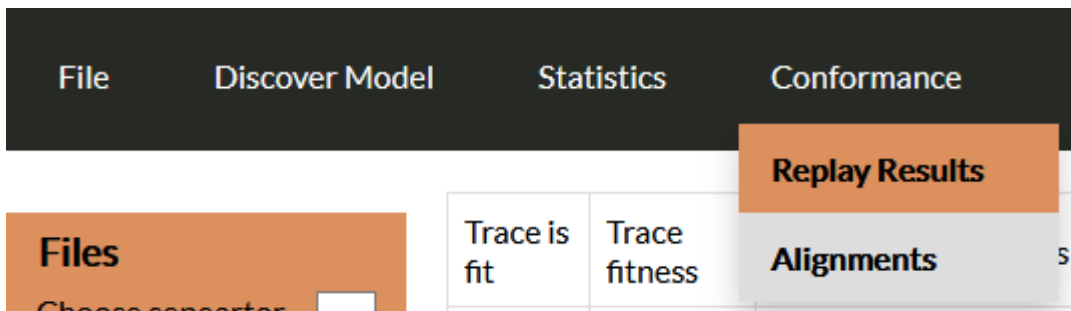 File Discover Model Statistics Conformance
Replay Results
Alignments
Files
Trace is
fit
Trace
fitness